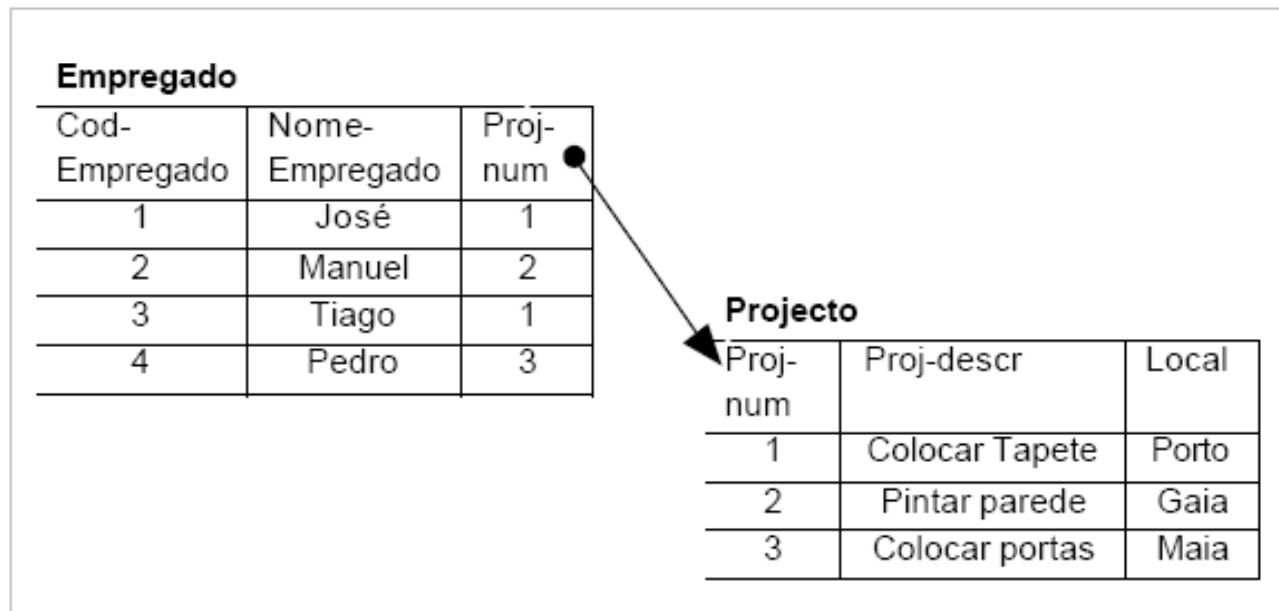 Empregado
Cod- Nome- Proj-
Empregado Empregado num
1 José 1
2 Manuel 2
3 Tiago 1
4 Pedro 3
Projecto
Proj- Proj-descr Local
num
1 Colocar Tapete Porto
2 Pintar parede Gaia
3 Colocar portas Maia